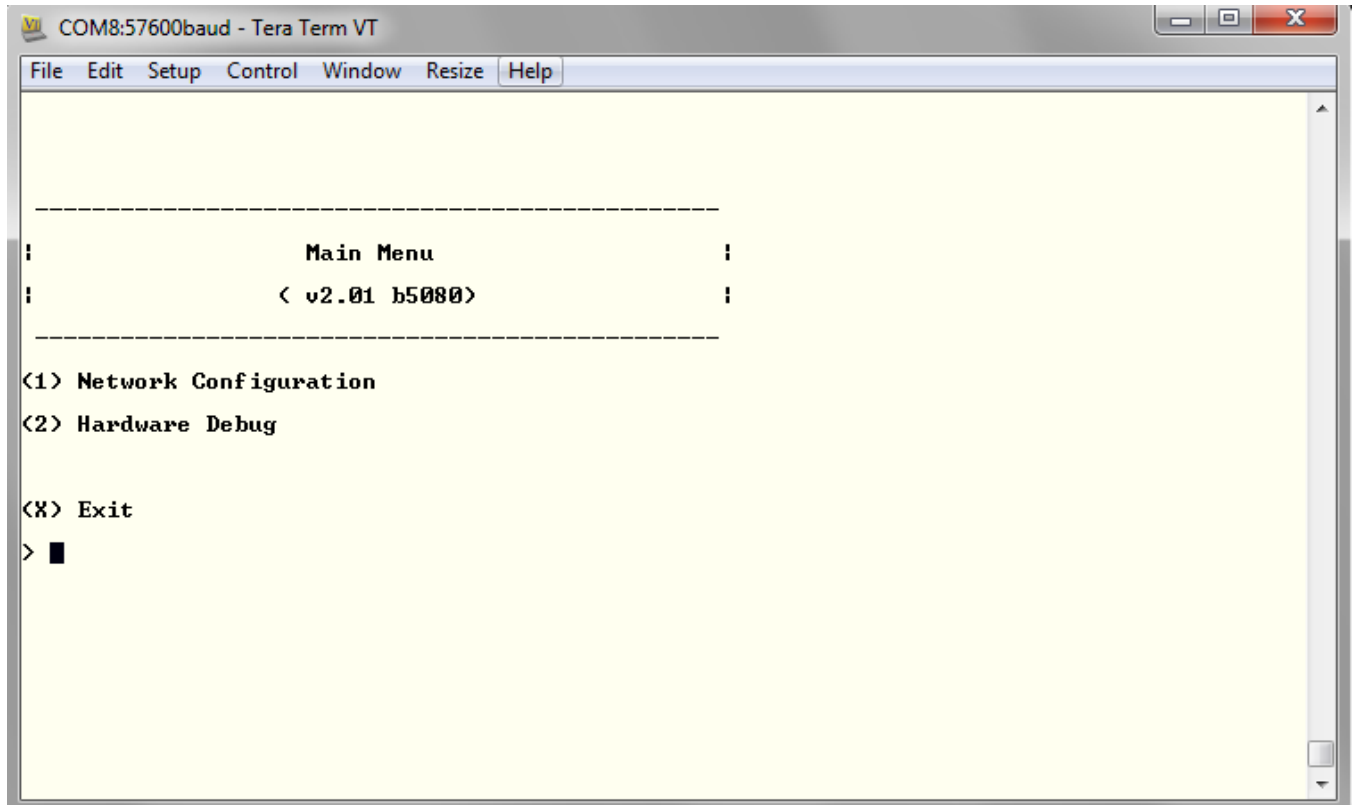 COM8:57600baud - Tera Term VT
File Edit Setup Control Window Resize Help
Main Menu
( v2.01 b5080)
(1) Network Configuration
(2) Hardware Debug
(X) Exit
>